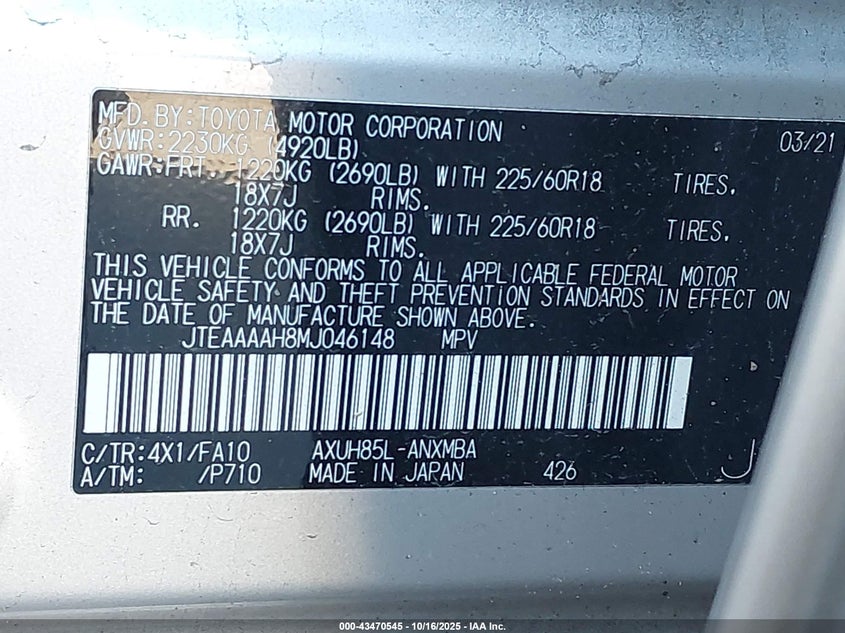 MFD. BY: TOYOTA MOTOR CORPORATION 03/21
GVWR: 2230KG (4920LB)
GAWR: FRT. 1220KG (2690LB) WITH 225/60R18 TIRES,
18X7J RIMS.
RR. 1220KG (2690LB) WITH 225/60R18 TIRES,
18X7J RIMS.
THIS VEHICLE CONFORMS TO ALL APPLICABLE FEDERAL MOTOR
VEHICLE SAFETY AND THEFT PREVENTION STANDARDS IN EFFECT ON
THE DATE OF MANUFACTURE SHOWN ABOVE.
JTEAAAAH8MJ046148 MPV
C/TR: 4X1/FA10 AXUH85L-ANXMBA
A/TM: /P710 MADE IN JAPAN 426 J
000-43470545 - 10/16/2025 - IAA Inc.